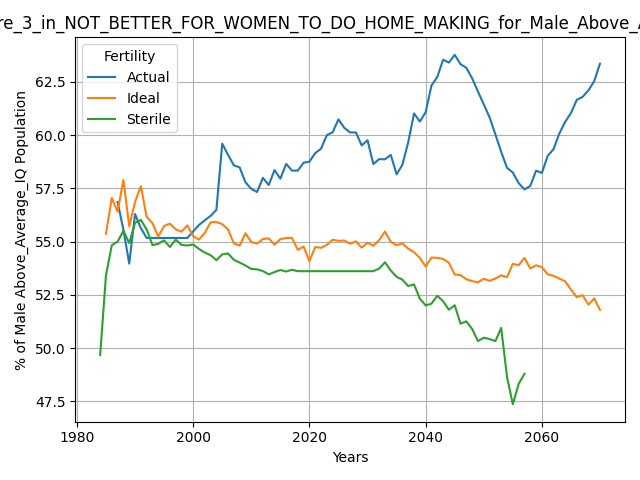 re_3_in_NOT_BETTER_FOR_WOMEN_TO_DO_HOME_MAKING_for_Male_Above_A
Fertility
Actual
Ideal
Sterile
% of Male Above_Average_IQ Population
62.5
60.0
57.5
55.0
52.5
50.0
47.5
1980 2000 2020 2040 2060
Years